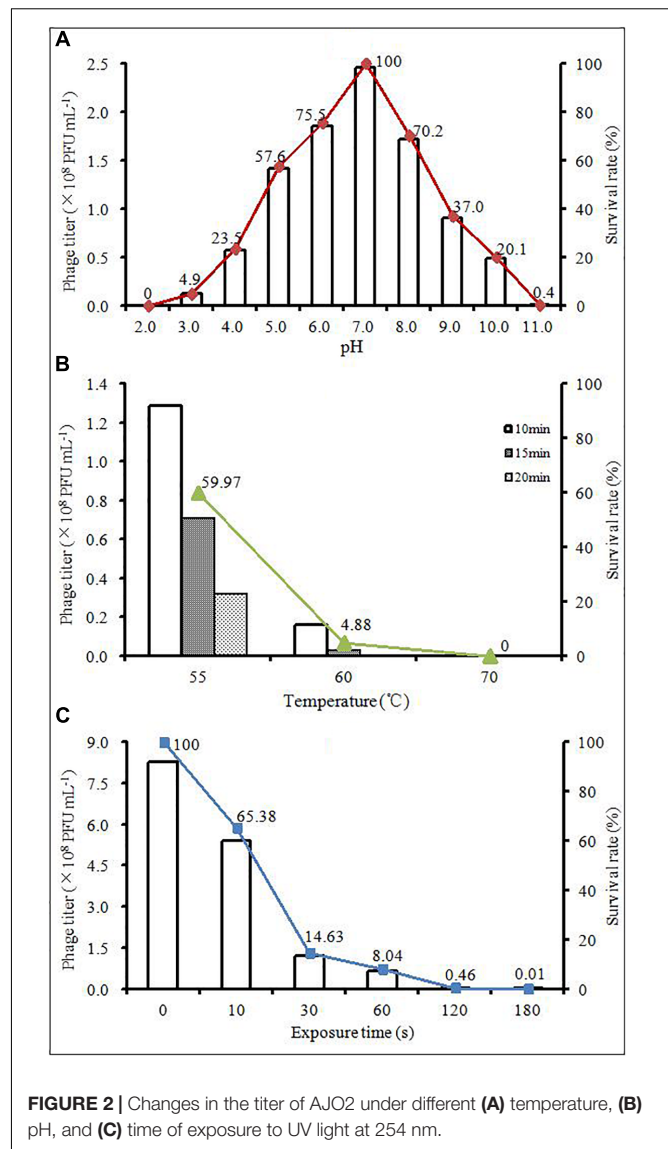 A
Phage titer (×10⁸ PFU mL⁻¹)
2.5
2.0
1.5
1.0
0.5
0.0
0
4.9
23.5
57.6
75.5
100
70.2
37.0
20.1
0.4
100
80
60
40
20
0
Survival rate (%)
2.0 3.0 4.0 5.0 6.0 7.0 8.0 9.0 10.0 11.0
pH
B
Phage titer (×10⁸ PFU mL⁻¹)
1.4
1.2
1.0
0.8
0.6
0.4
0.2
0.0
59.97
4.88
0
10min
15min
20min
100
80
60
40
20
0
Survival rate (%)
55 60 70
Temperature (℃)
C
Phage titer (×10⁸ PFU mL⁻¹)
9.0
7.5
6.0
4.5
3.0
1.5
0.0
100
65.38
14.63
8.04
0.46
0.01
100
80
60
40
20
0
Survival rate (%)
0 10 30 60 120 180
Exposure time (s)
FIGURE 2 | Changes in the titer of AJO2 under different (A) temperature, (B)
pH, and (C) time of exposure to UV light at 254 nm.